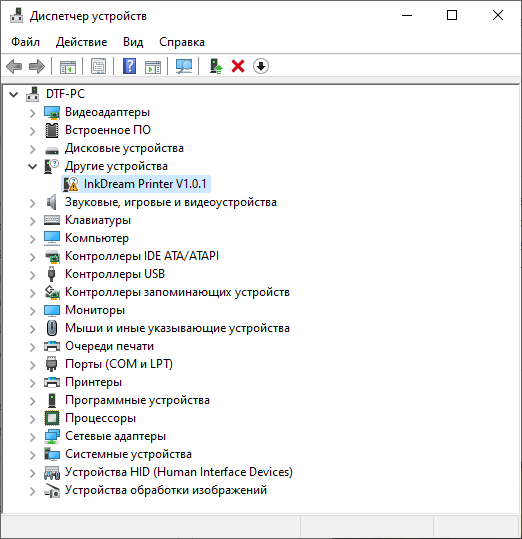 Диспетчер устройств
Файл Действие Вид Справка
DTF-PC
Видеоадаптеры
Встроенное ПО
Дисковые устройства
Другие устройства
InkDream Printer V1.0.1
Звуковые, игровые и видеоустройства
Клавиатуры
Компьютер
Контроллеры IDE ATA/ATAPI
Контроллеры USB
Контроллеры запоминающих устройств
Мониторы
Мыши и иные указывающие устройства
Очереди печати
Порты (COM и LPT)
Принтеры
Программные устройства
Процессоры
Сетевые адаптеры
Системные устройства
Устройства HID (Human Interface Devices)
Устройства обработки изображений